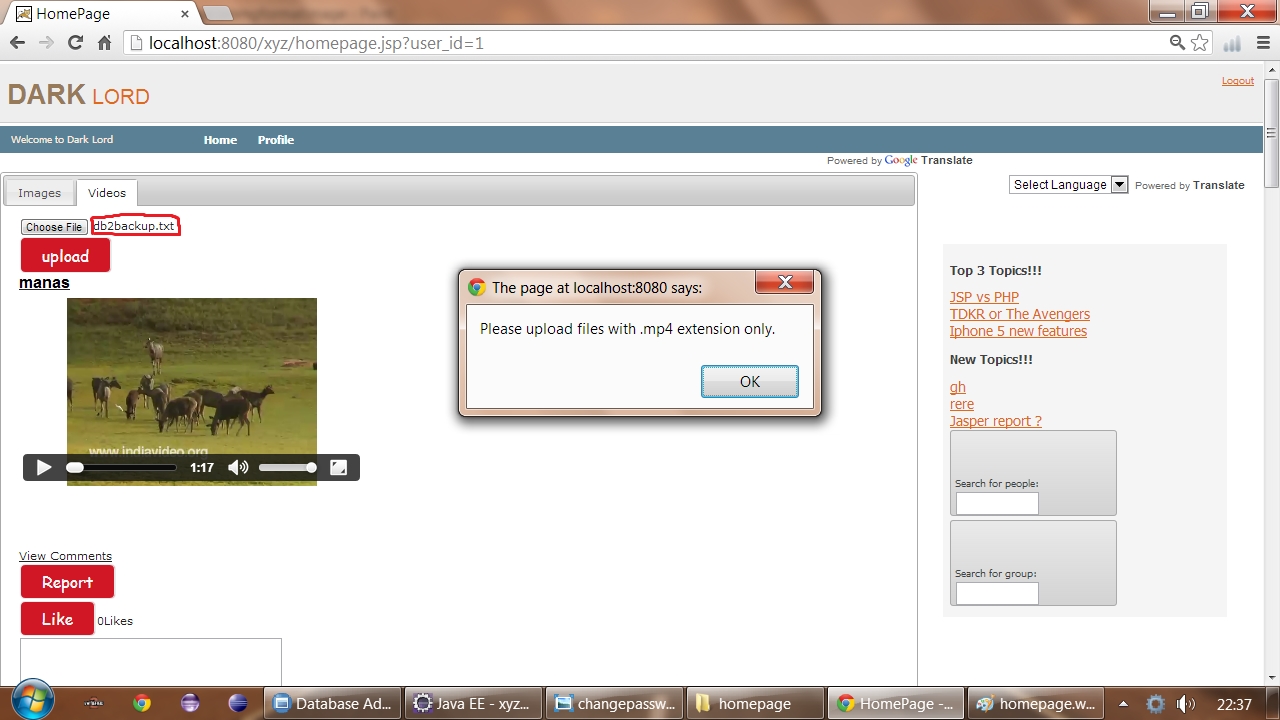 HomePage
localhost:8080/xyz/homepage.jsp?user_id=1
DARK LORD
Logout
Welcome to Dark Lord Home Profile
Powered by Google Translate
Select Language Powered by Translate
Images Videos
Choose File db2backup.txt
upload
manas
www.indiavideo.org
1:17
The page at localhost:8080 says:
Please upload files with .mp4 extension only.
OK
View Comments
Report
Like 0Likes
Top 3 Topics!!!
JSP vs PHP
TDKR or The Avengers
Iphone 5 new features
New Topics!!!
gh
rere
Jasper report ?
Search for people:
Search for group:
Database Ad... Java EE - xyz... changepassw... homepage HomePage -... homepage.w... 22:37